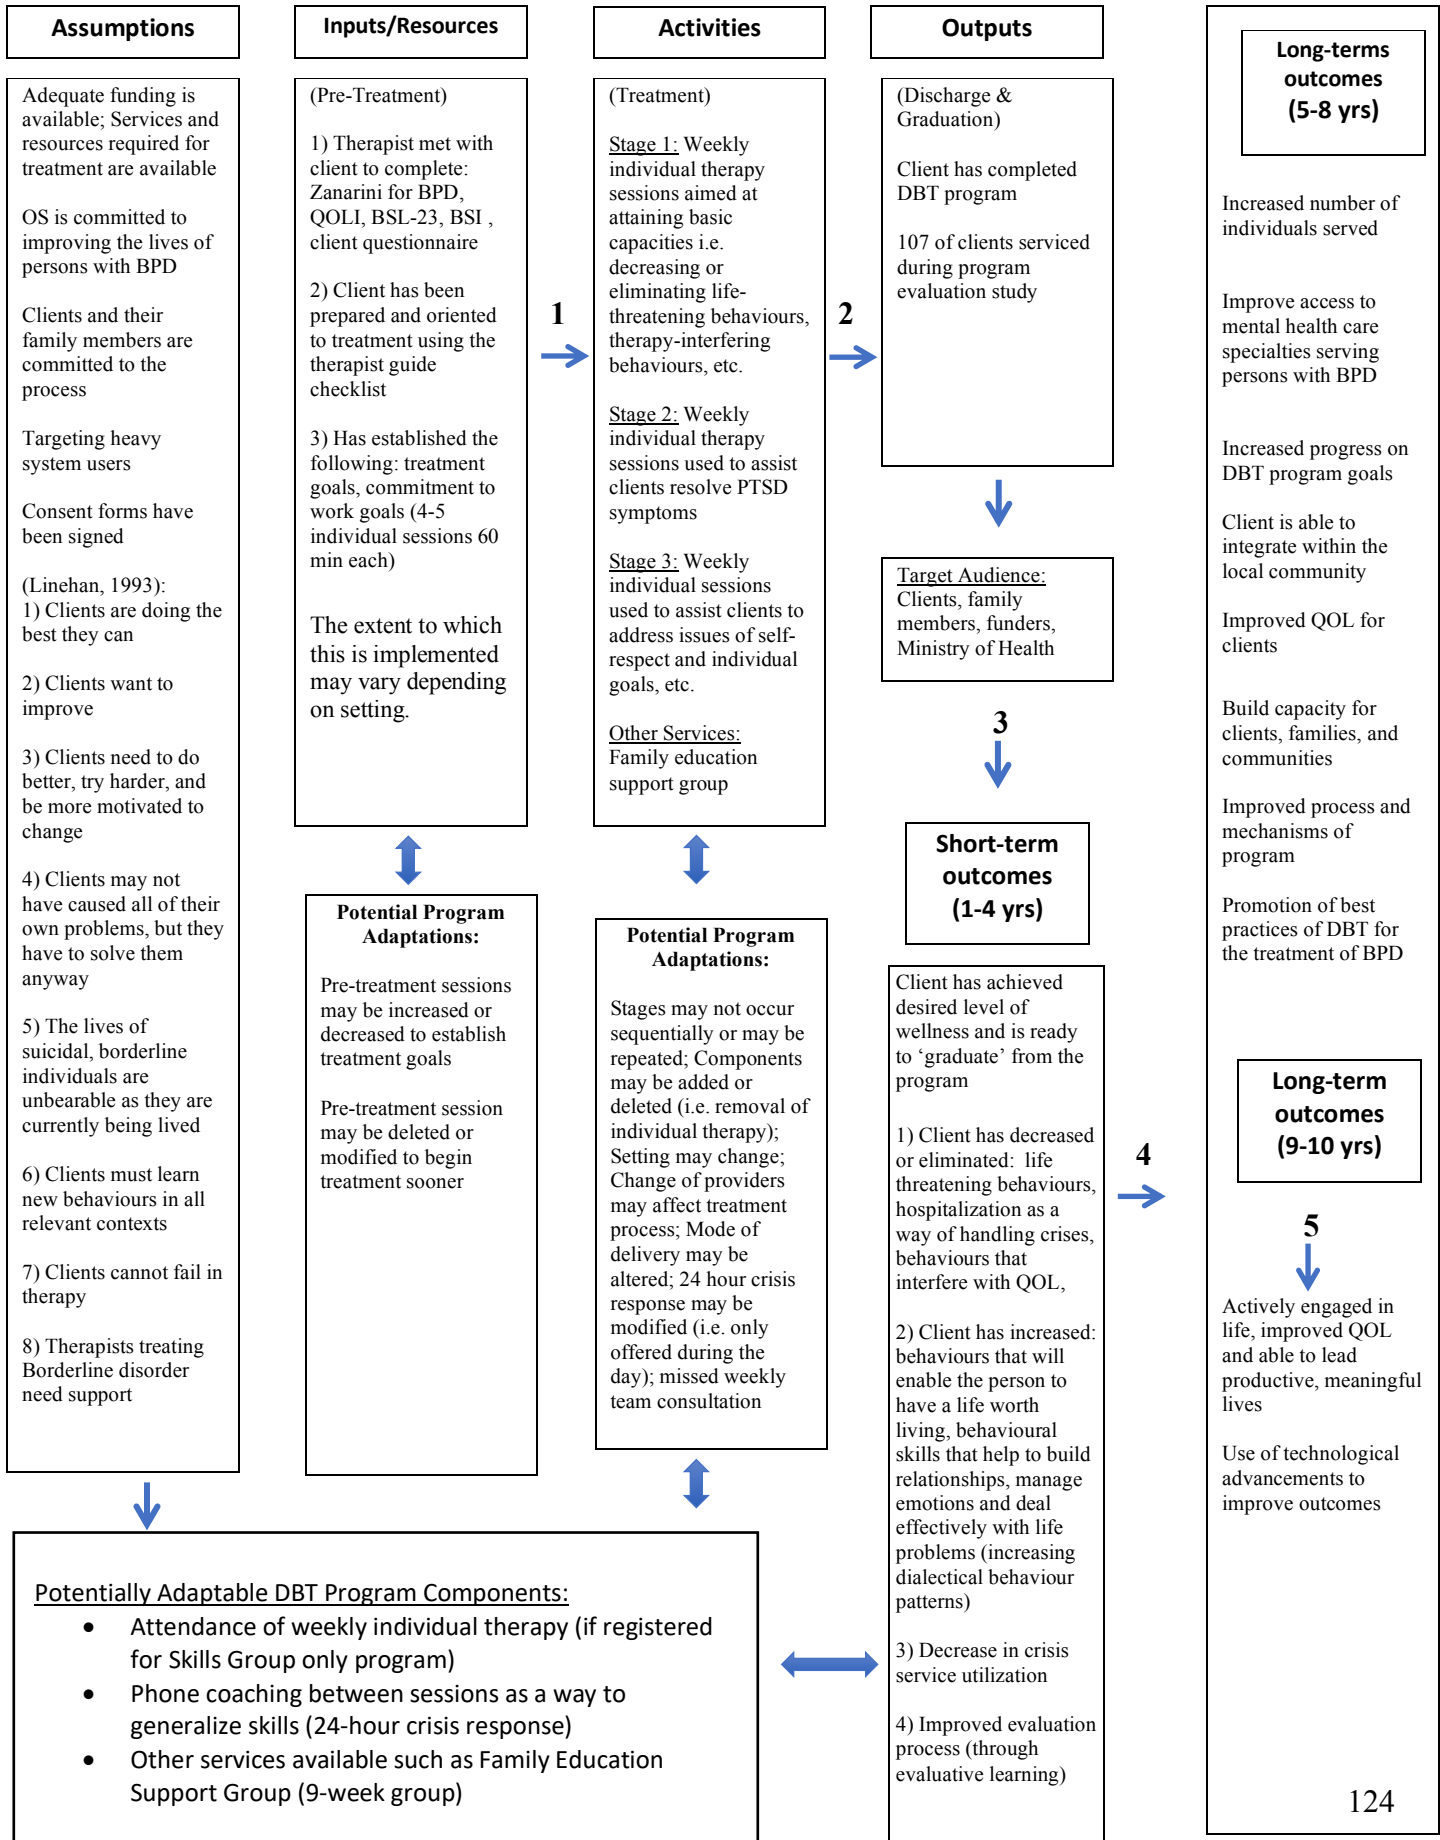 Assumptions
Adequate funding is
available; Services and
resources required for
treatment are available
OS is committed to
improving the lives of
persons with BPD
Clients and their
family members are
committed to the
process
Targeting heavy
system users
Consent forms have
been signed
(Linehan, 1993):
1) Clients are doing the
best they can
2) Clients want to
improve
3) Clients need to do
better, try harder, and
be more motivated to
change
4) Clients may not
have caused all of their
own problems, but they
have to solve them
anyway
5) The lives of
suicidal, borderline
individuals are
unbearable as they are
currently being lived
6) Clients must learn
new behaviours in all
relevant contexts
7) Clients cannot fail in
therapy
8) Therapists treating
Borderline disorder
need support
Inputs/Resources
(Pre-Treatment)
1) Therapist met with
client to complete:
Zanarini for BPD,
QOLI, BSL-23, BSI ,
client questionnaire
2) Client has been
prepared and oriented
to treatment using the
therapist guide
checklist
3) Has established the
following: treatment
goals, commitment to
work goals (4-5
individual sessions 60
min each)
The extent to which
this is implemented
may vary depending
on setting.
Potential Program
Adaptations:
Pre-treatment sessions
may be increased or
decreased to establish
treatment goals
Pre-treatment session
may be deleted or
modified to begin
treatment sooner
1
Activities
(Treatment)
Stage 1: Weekly
individual therapy
sessions aimed at
attaining basic
capacities i.e.
decreasing or
eliminating life-
threatening behaviours,
therapy-interfering
behaviours, etc.
Stage 2: Weekly
individual therapy
sessions used to assist
clients resolve PTSD
symptoms
Stage 3: Weekly
individual sessions
used to assist clients to
address issues of self-
respect and individual
goals, etc.
Other Services:
Family education
support group
Potential Program
Adaptations:
Stages may not occur
sequentially or may be
repeated; Components
may be added or
deleted (i.e. removal of
individual therapy);
Setting may change;
Change of providers
may affect treatment
process; Mode of
delivery may be
altered; 24 hour crisis
response may be
modified (i.e. only
offered during the
day); missed weekly
team consultation
2
Outputs
(Discharge &
Graduation)
Client has completed
DBT program
107 of clients serviced
during program
evaluation study
Target Audience:
Clients, family
members, funders,
Ministry of Health
3
Short-term
outcomes
(1-4 yrs)
Client has achieved
desired level of
wellness and is ready
to ‘graduate’ from the
program
1) Client has decreased
or eliminated: life
threatening behaviours,
hospitalization as a
way of handling crises,
behaviours that
interfere with QOL,
2) Client has increased:
behaviours that will
enable the person to
have a life worth
living, behavioural
skills that help to build
relationships, manage
emotions and deal
effectively with life
problems (increasing
dialectical behaviour
patterns)
3) Decrease in crisis
service utilization
4) Improved evaluation
process (through
evaluative learning)
4
Long-terms
outcomes
(5-8 yrs)
Increased number of
individuals served
Improve access to
mental health care
specialties serving
persons with BPD
Increased progress on
DBT program goals
Client is able to
integrate within the
local community
Improved QOL for
clients
Build capacity for
clients, families, and
communities
Improved process and
mechanisms of
program
Promotion of best
practices of DBT for
the treatment of BPD
Long-term
outcomes
(9-10 yrs)
5
Actively engaged in
life, improved QOL
and able to lead
productive, meaningful
lives
Use of technological
advancements to
improve outcomes
Potentially Adaptable DBT Program Components:
• Attendance of weekly individual therapy (if registered
for Skills Group only program)
• Phone coaching between sessions as a way to
generalize skills (24-hour crisis response)
• Other services available such as Family Education
Support Group (9-week group)
124